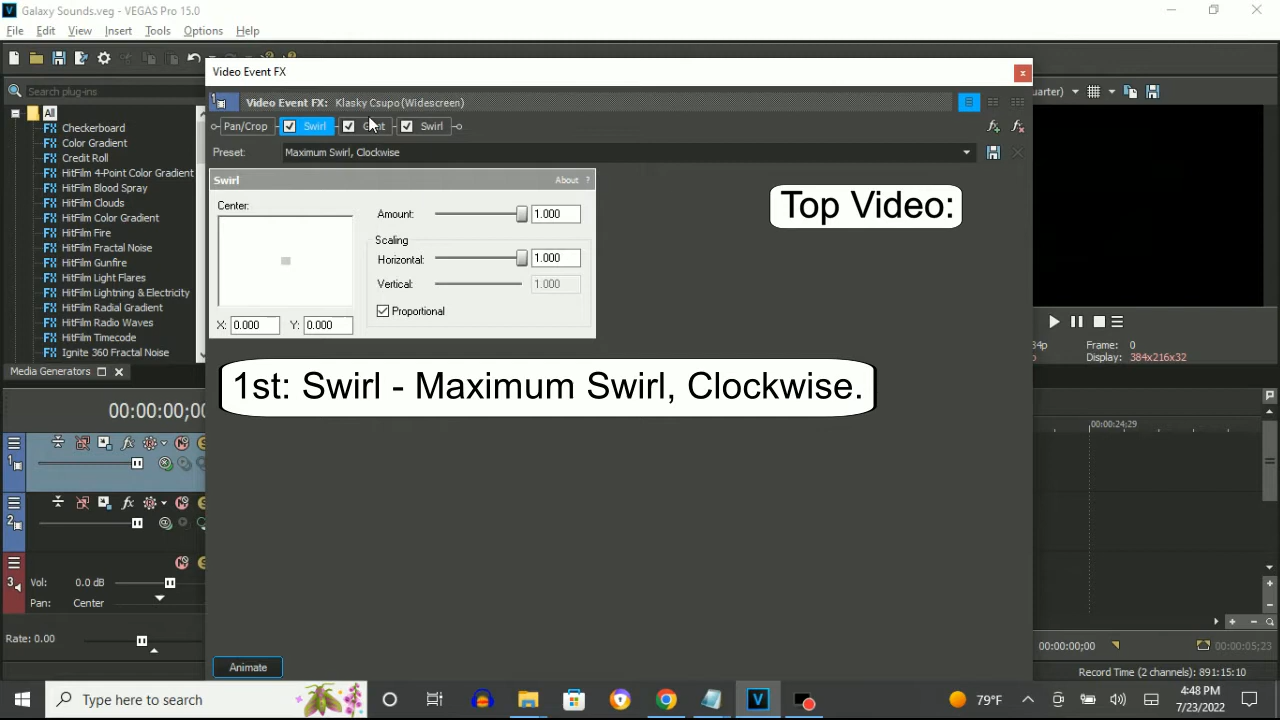 Galaxy Sounds.veg - VEGAS Pro 15.0
File Edit View Insert Tools Options Help
Video Event FX
Search plug-ins
Video Event FX: Klasky Csupo(Widescreen)
Pan/Crop Swirl Swirl
Preset: Maximum Swirl, Clockwise
All
Checkerboard
Color Gradient
Credit Roll
HitFilm 4-Point Color Gradient
HitFilm Blood Spray
HitFilm Clouds
HitFilm Color Gradient
HitFilm Fire
HitFilm Fractal Noise
HitFilm Gunfire
HitFilm Light Flares
HitFilm Lightning & Electricity
HitFilm Radial Gradient
HitFilm Radio Waves
HitFilm Timecode
Ignite 360 Fractal Noise
Media Generators
Swirl About ?
Center:
Amount: 1.000
Scaling
Horizontal: 1.000
Vertical: 1.000
Proportional
X: 0.000 Y: 0.000
Top Video:
1st: Swirl - Maximum Swirl, Clockwise.
Frame: 0
Display: 384x216x32
00:00:00;00
00:00:24;29
1
2
3
Vol: 0.0 dB
Pan: Center
Rate: 0.00
Animate
00:00:00;00
00:00:05;23
Record Time (2 channels): 891:15:10
Type here to search
79°F
4:48 PM
7/23/2022